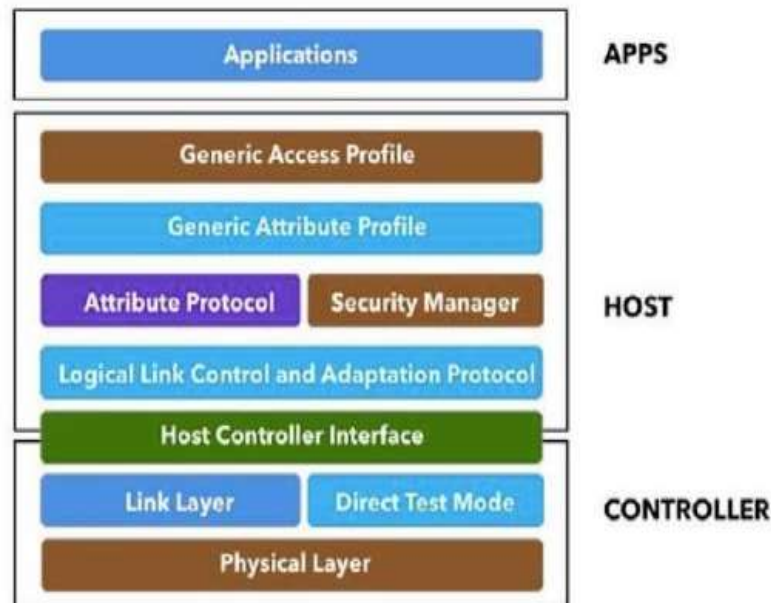 Applications
APPS
Generic Access Profile
Generic Attribute Profile
Attribute Protocol
Security Manager
HOST
Logical Link Control and Adaptation Protocol
Host Controller Interface
Link Layer
Direct Test Mode
CONTROLLER
Physical Layer